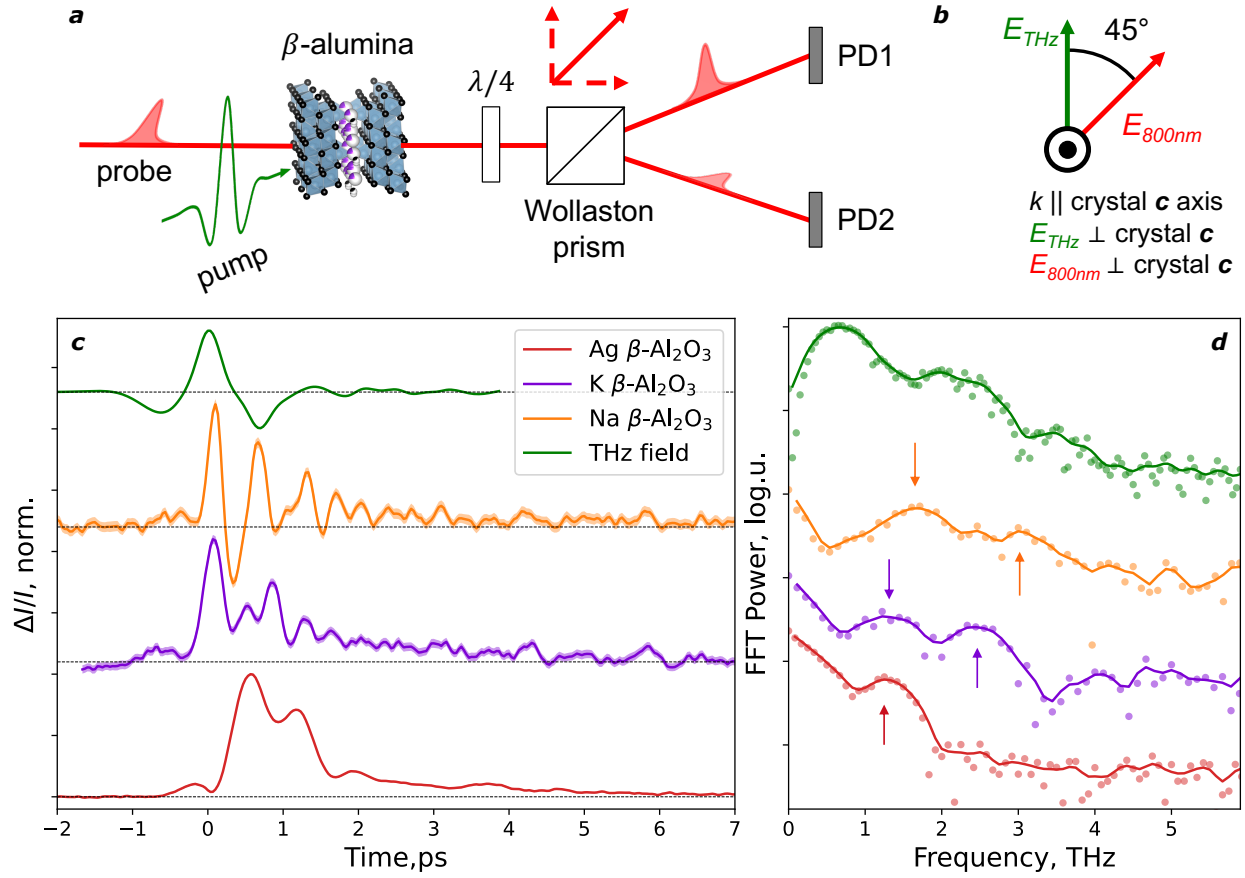 a
β-alumina
λ/4
PD1
probe
pump
Wollaston
prism
PD2
b
E_THz
45°
E_800nm
k || crystal c axis
E_THz ⊥ crystal c
E_800nm ⊥ crystal c
c
Ag β-Al₂O₃
K β-Al₂O₃
Na β-Al₂O₃
THz field
ΔI/I, norm.
−2 −1 0 1 2 3 4 5 6 7
Time,ps
d
FFT Power, log.u.
0 1 2 3 4 5
Frequency, THz